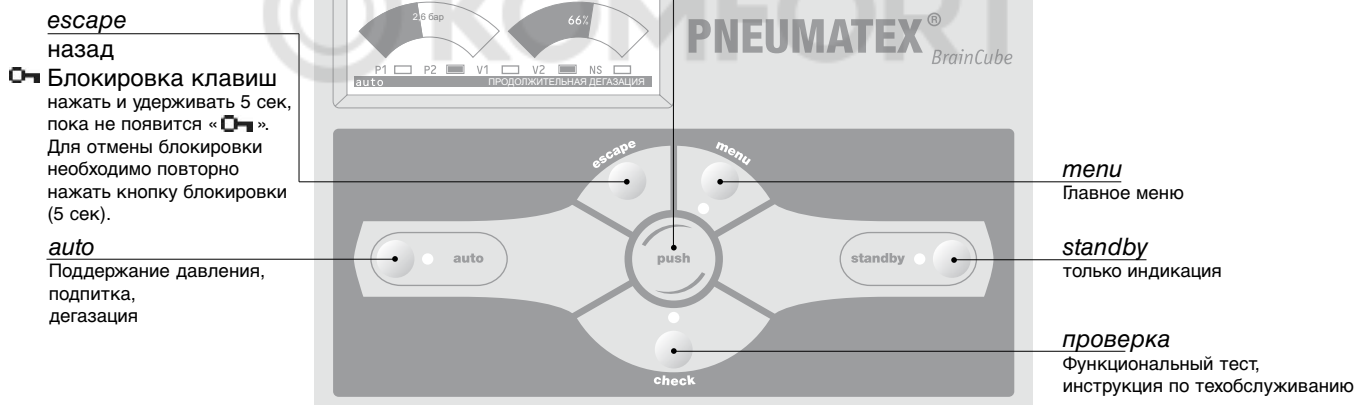 © KOMFORT
escape
назад
Блокировка клавиш
нажать и удерживать 5 сек,
пока не появится « ».
Для отмены блокировки
необходимо повторно
нажать кнопку блокировки
(5 сек).
auto
Поддержание давления,
подпитка,
дегазация
2,6 бар
66%
P1 P2 V1 V2 NS
auto ПРОДОЛЖИТЕЛЬНАЯ ДЕГАЗАЦИЯ
PNEUMATEX®
BrainCube
escape
menu
auto
push
standby
check
menu
Главное меню
standby
только индикация
проверка
Функциональный тест,
инструкция по техобслуживанию